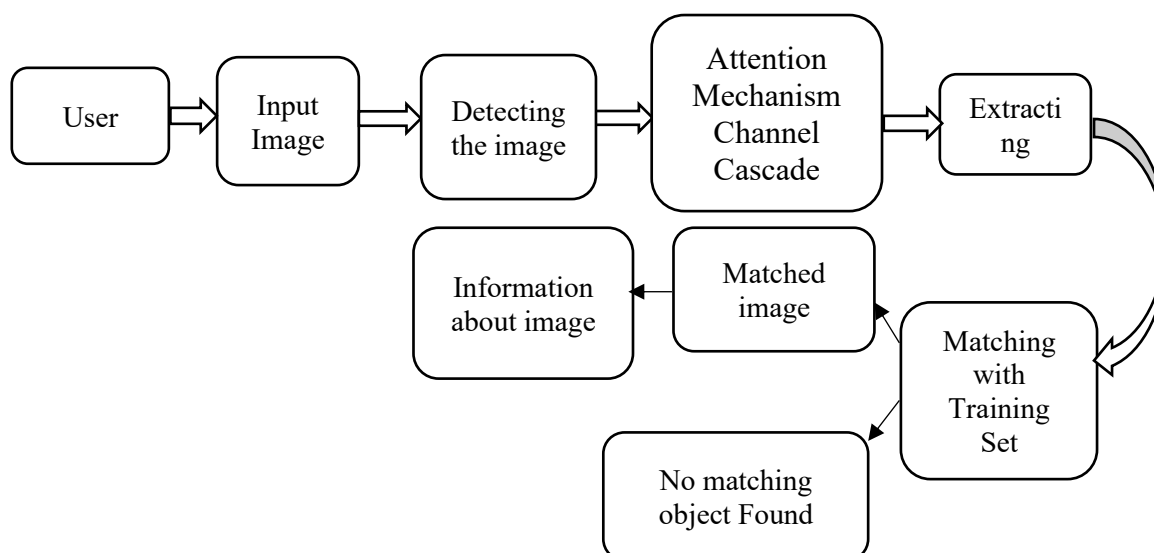 User
Input
Image
Detecting
the image
Attention
Mechanism
Channel
Cascade
Extracti
ng
Information
about image
Matched
image
Matching
with
Training
Set
No matching
object Found